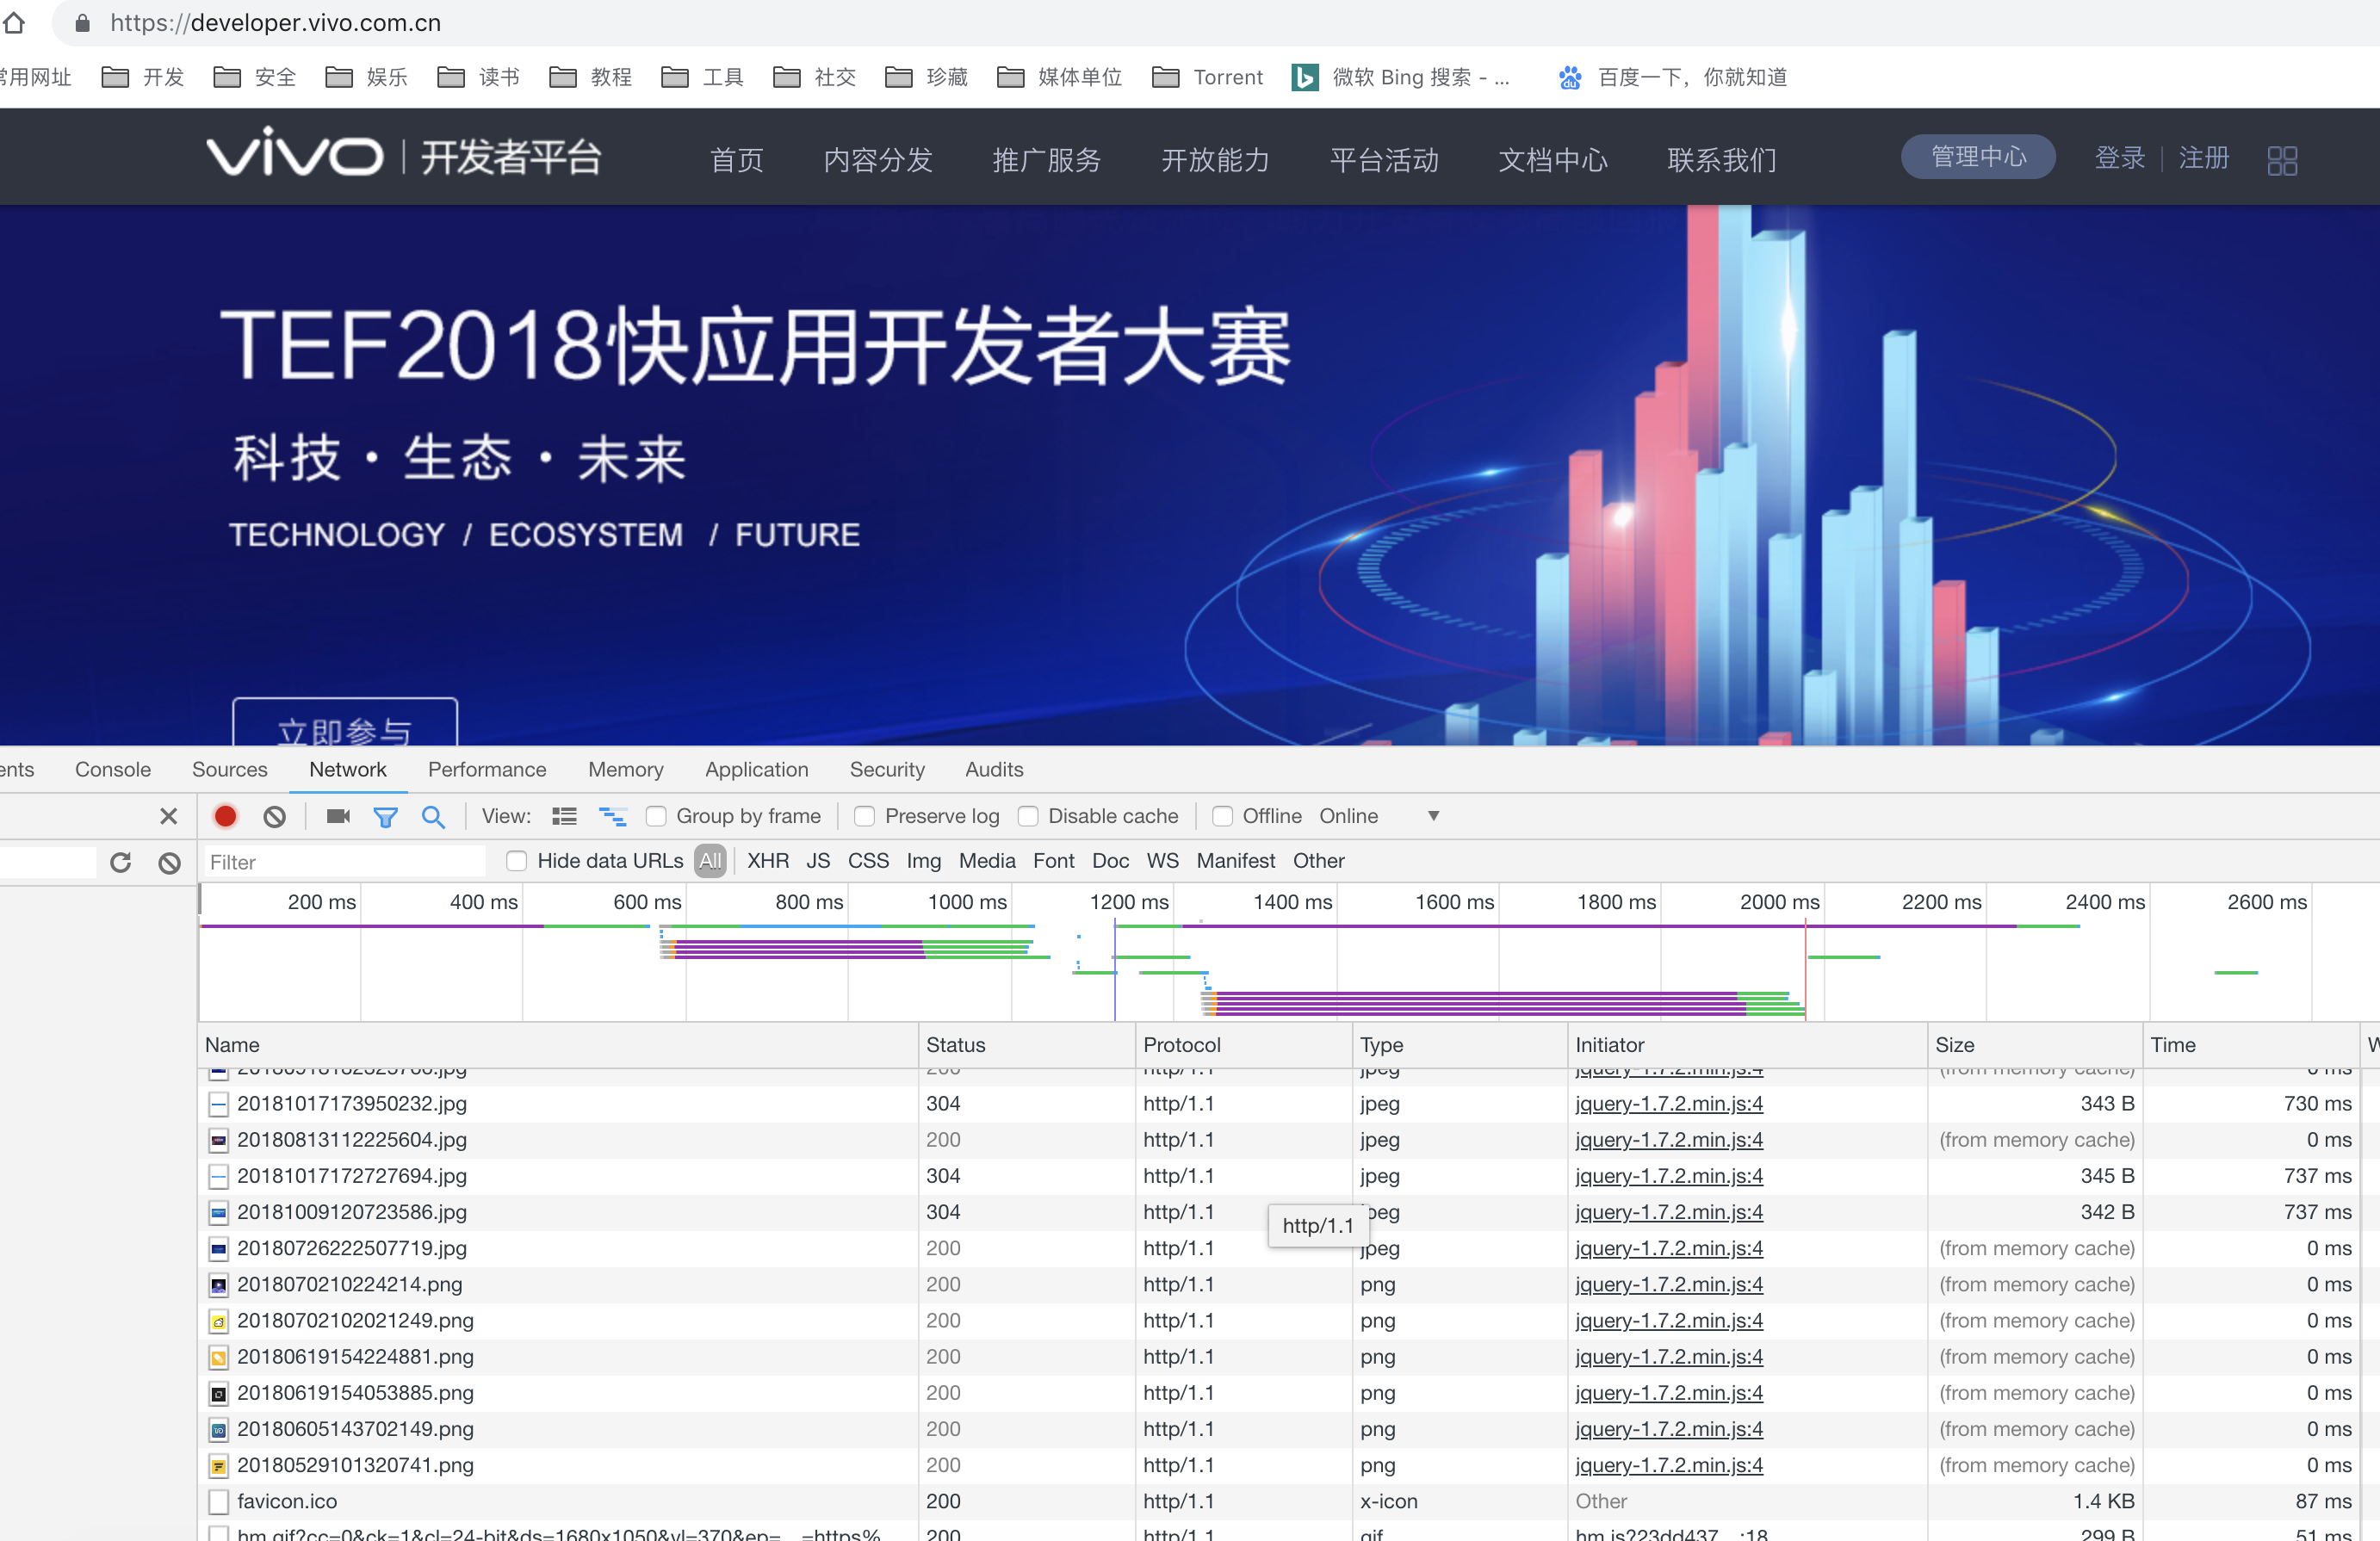 https://developer.vivo.com.cn
常用网址 开发 安全 娱乐 读书 教程 工具 社交 珍藏 媒体单位 Torrent 微软 Bing 搜索 - ... 百度一下，你就知道
vivo 开发者平台 首页 内容分发 推广服务 开放能力 平台活动 文档中心 联系我们 管理中心 登录 注册
TEF2018快应用开发者大赛
科技 · 生态 · 未来
TECHNOLOGY / ECOSYSTEM / FUTURE
立即参与
ents Console Sources Network Performance Memory Application Security Audits
View: Group by frame Preserve log Disable cache Offline Online
Filter Hide data URLs All XHR JS CSS Img Media Font Doc WS Manifest Other
200 ms 400 ms 600 ms 800 ms 1000 ms 1200 ms 1400 ms 1600 ms 1800 ms 2000 ms 2200 ms 2400 ms 2600 ms
Name Status Protocol Type Initiator Size Time W
200 http/1.1 jpeg jquery-1.7.2.min.js:4 (from memory cache) 0 ms
20181017173950232.jpg 304 http/1.1 jpeg jquery-1.7.2.min.js:4 343 B 730 ms
20180813112225604.jpg 200 http/1.1 jpeg jquery-1.7.2.min.js:4 (from memory cache) 0 ms
20181017172727694.jpg 304 http/1.1 jpeg jquery-1.7.2.min.js:4 345 B 737 ms
20181009120723586.jpg 304 http/1.1 jpeg jquery-1.7.2.min.js:4 342 B 737 ms
http/1.1
20180726222507719.jpg 200 http/1.1 jpeg jquery-1.7.2.min.js:4 (from memory cache) 0 ms
2018070210224214.png 200 http/1.1 png jquery-1.7.2.min.js:4 (from memory cache) 0 ms
20180702102021249.png 200 http/1.1 png jquery-1.7.2.min.js:4 (from memory cache) 0 ms
20180619154224881.png 200 http/1.1 png jquery-1.7.2.min.js:4 (from memory cache) 0 ms
20180619154053885.png 200 http/1.1 png jquery-1.7.2.min.js:4 (from memory cache) 0 ms
20180605143702149.png 200 http/1.1 png jquery-1.7.2.min.js:4 (from memory cache) 0 ms
20180529101320741.png 200 http/1.1 png jquery-1.7.2.min.js:4 (from memory cache) 0 ms
favicon.ico 200 http/1.1 x-icon Other 1.4 KB 87 ms
hm.gif?cc=0&ck=1&cl=24-bit&ds=1680x1050&vl=370&ep=... =https%... 200 http/1.1 gif hm.js?23dd437...:18 299 B 51 ms